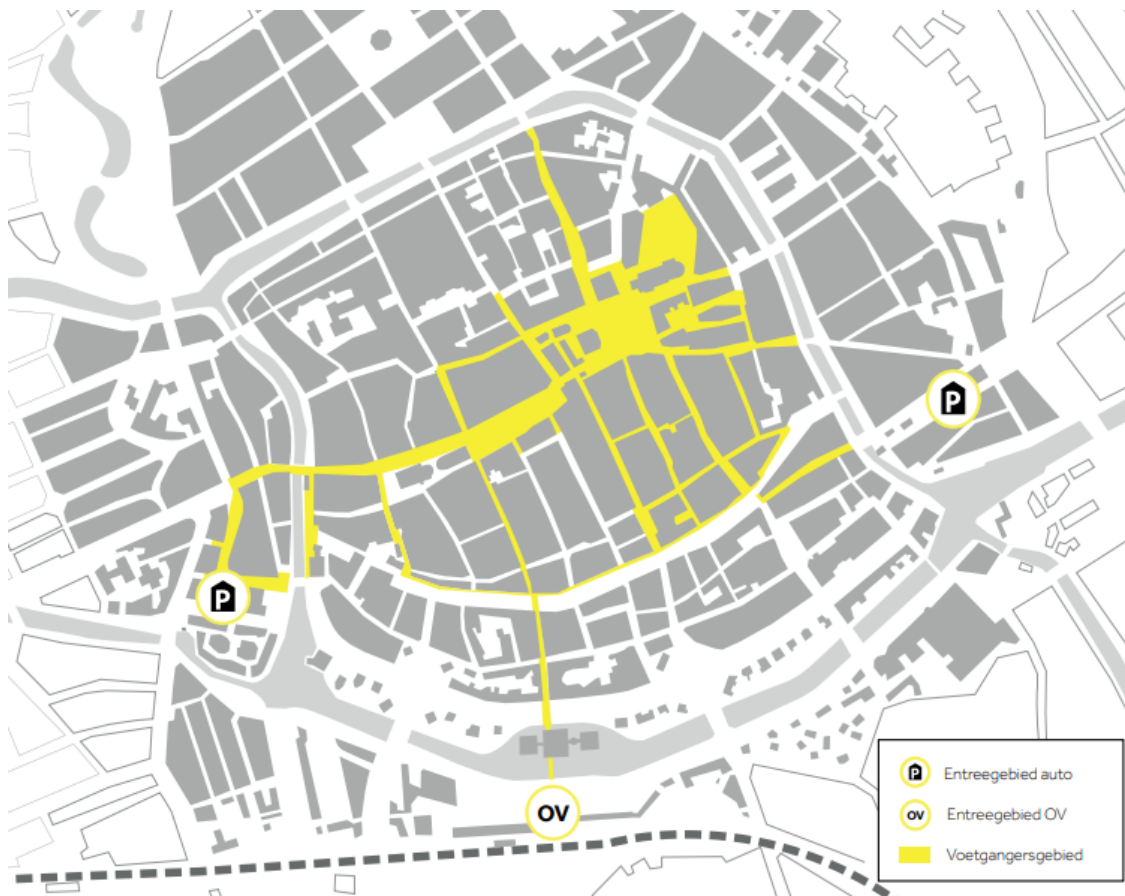 P
P
OV
P Entreegebied auto
OV Entreegebied OV
Voetgangersgebied